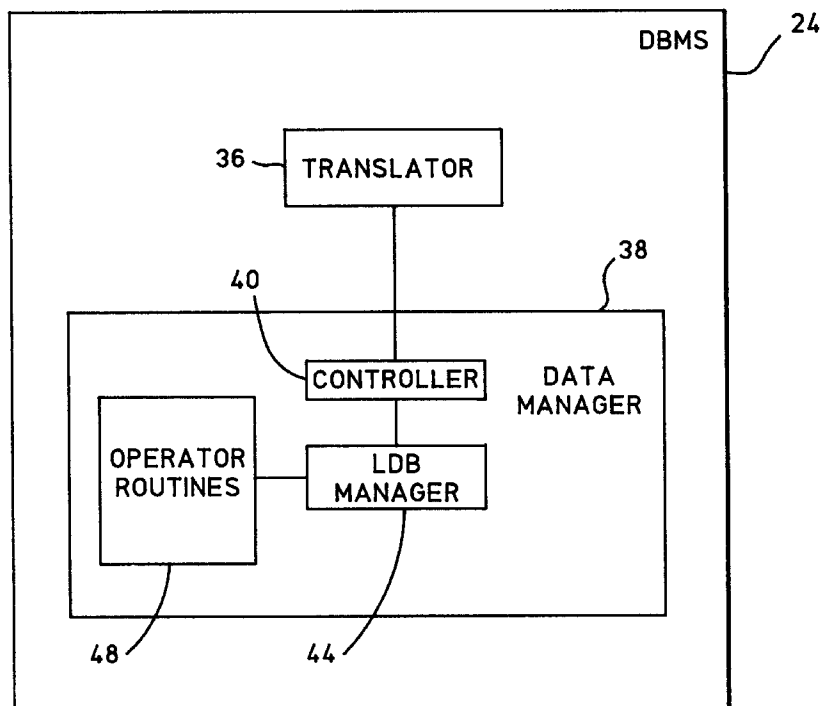 DBMS
24
36
TRANSLATOR
38
40
CONTROLLER
DATA
MANAGER
OPERATOR
ROUTINES
LDB
MANAGER
48
44